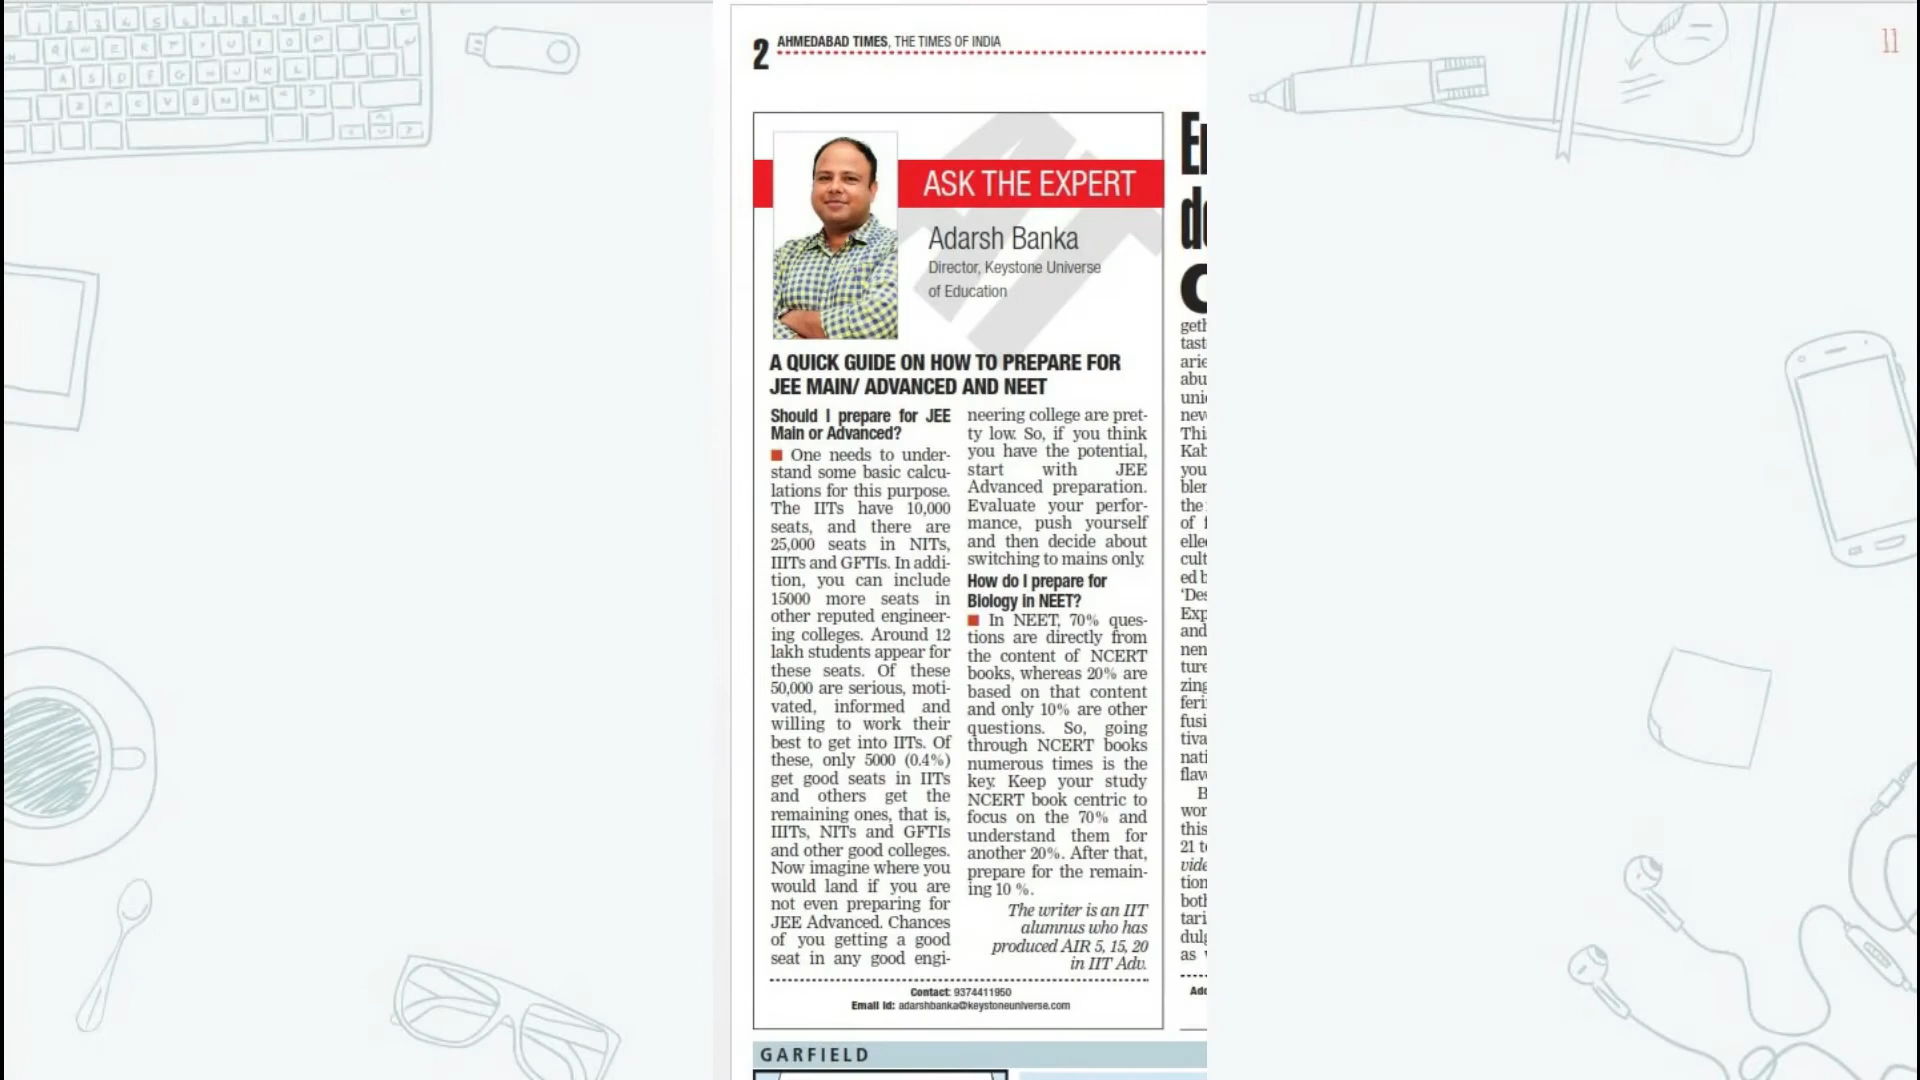 11
2 AHMEDABAD TIMES, THE TIMES OF INDIA
ASK THE EXPERT
Adarsh Banka
Director, Keystone Universe
of Education
A QUICK GUIDE ON HOW TO PREPARE FOR
JEE MAIN/ ADVANCED AND NEET
Should I prepare for JEE
Main or Advanced?
One needs to under-
stand some basic calcu-
lations for this purpose.
The IITs have 10,000
seats, and there are
25,000 seats in NITs,
IIITs and GFTIs. In addi-
tion, you can include
15000 more seats in
other reputed engineer-
ing colleges. Around 12
lakh students appear for
these seats. Of these
50,000 are serious, moti-
vated, informed and
willing to work their
best to get into IITs. Of
these, only 5000 (0.4%)
get good seats in IITs
and others get the
remaining ones, that is,
IIITs, NITs and GFTIs
and other good colleges.
Now imagine where you
would land if you are
not even preparing for
JEE Advanced. Chances
of you getting a good
seat in any good engi-
neering college are pret-
ty low. So, if you think
you have the potential,
start with JEE
Advanced preparation.
Evaluate your perfor-
mance, push yourself
and then decide about
switching to mains only.
How do I prepare for
Biology in NEET?
In NEET, 70% ques-
tions are directly from
the content of NCERT
books, whereas 20% are
based on that content
and only 10% are other
questions. So, going
through NCERT books
numerous times is the
key. Keep your study
NCERT book centric to
focus on the 70% and
understand them for
another 20%. After that,
prepare for the remain-
ing 10 %.
The writer is an IIT
alumnus who has
produced AIR 5, 15, 20
in IIT Adv.
Contact: 9374411950
Email Id: adarshbanka@keystoneuniverse.com
GARFIELD